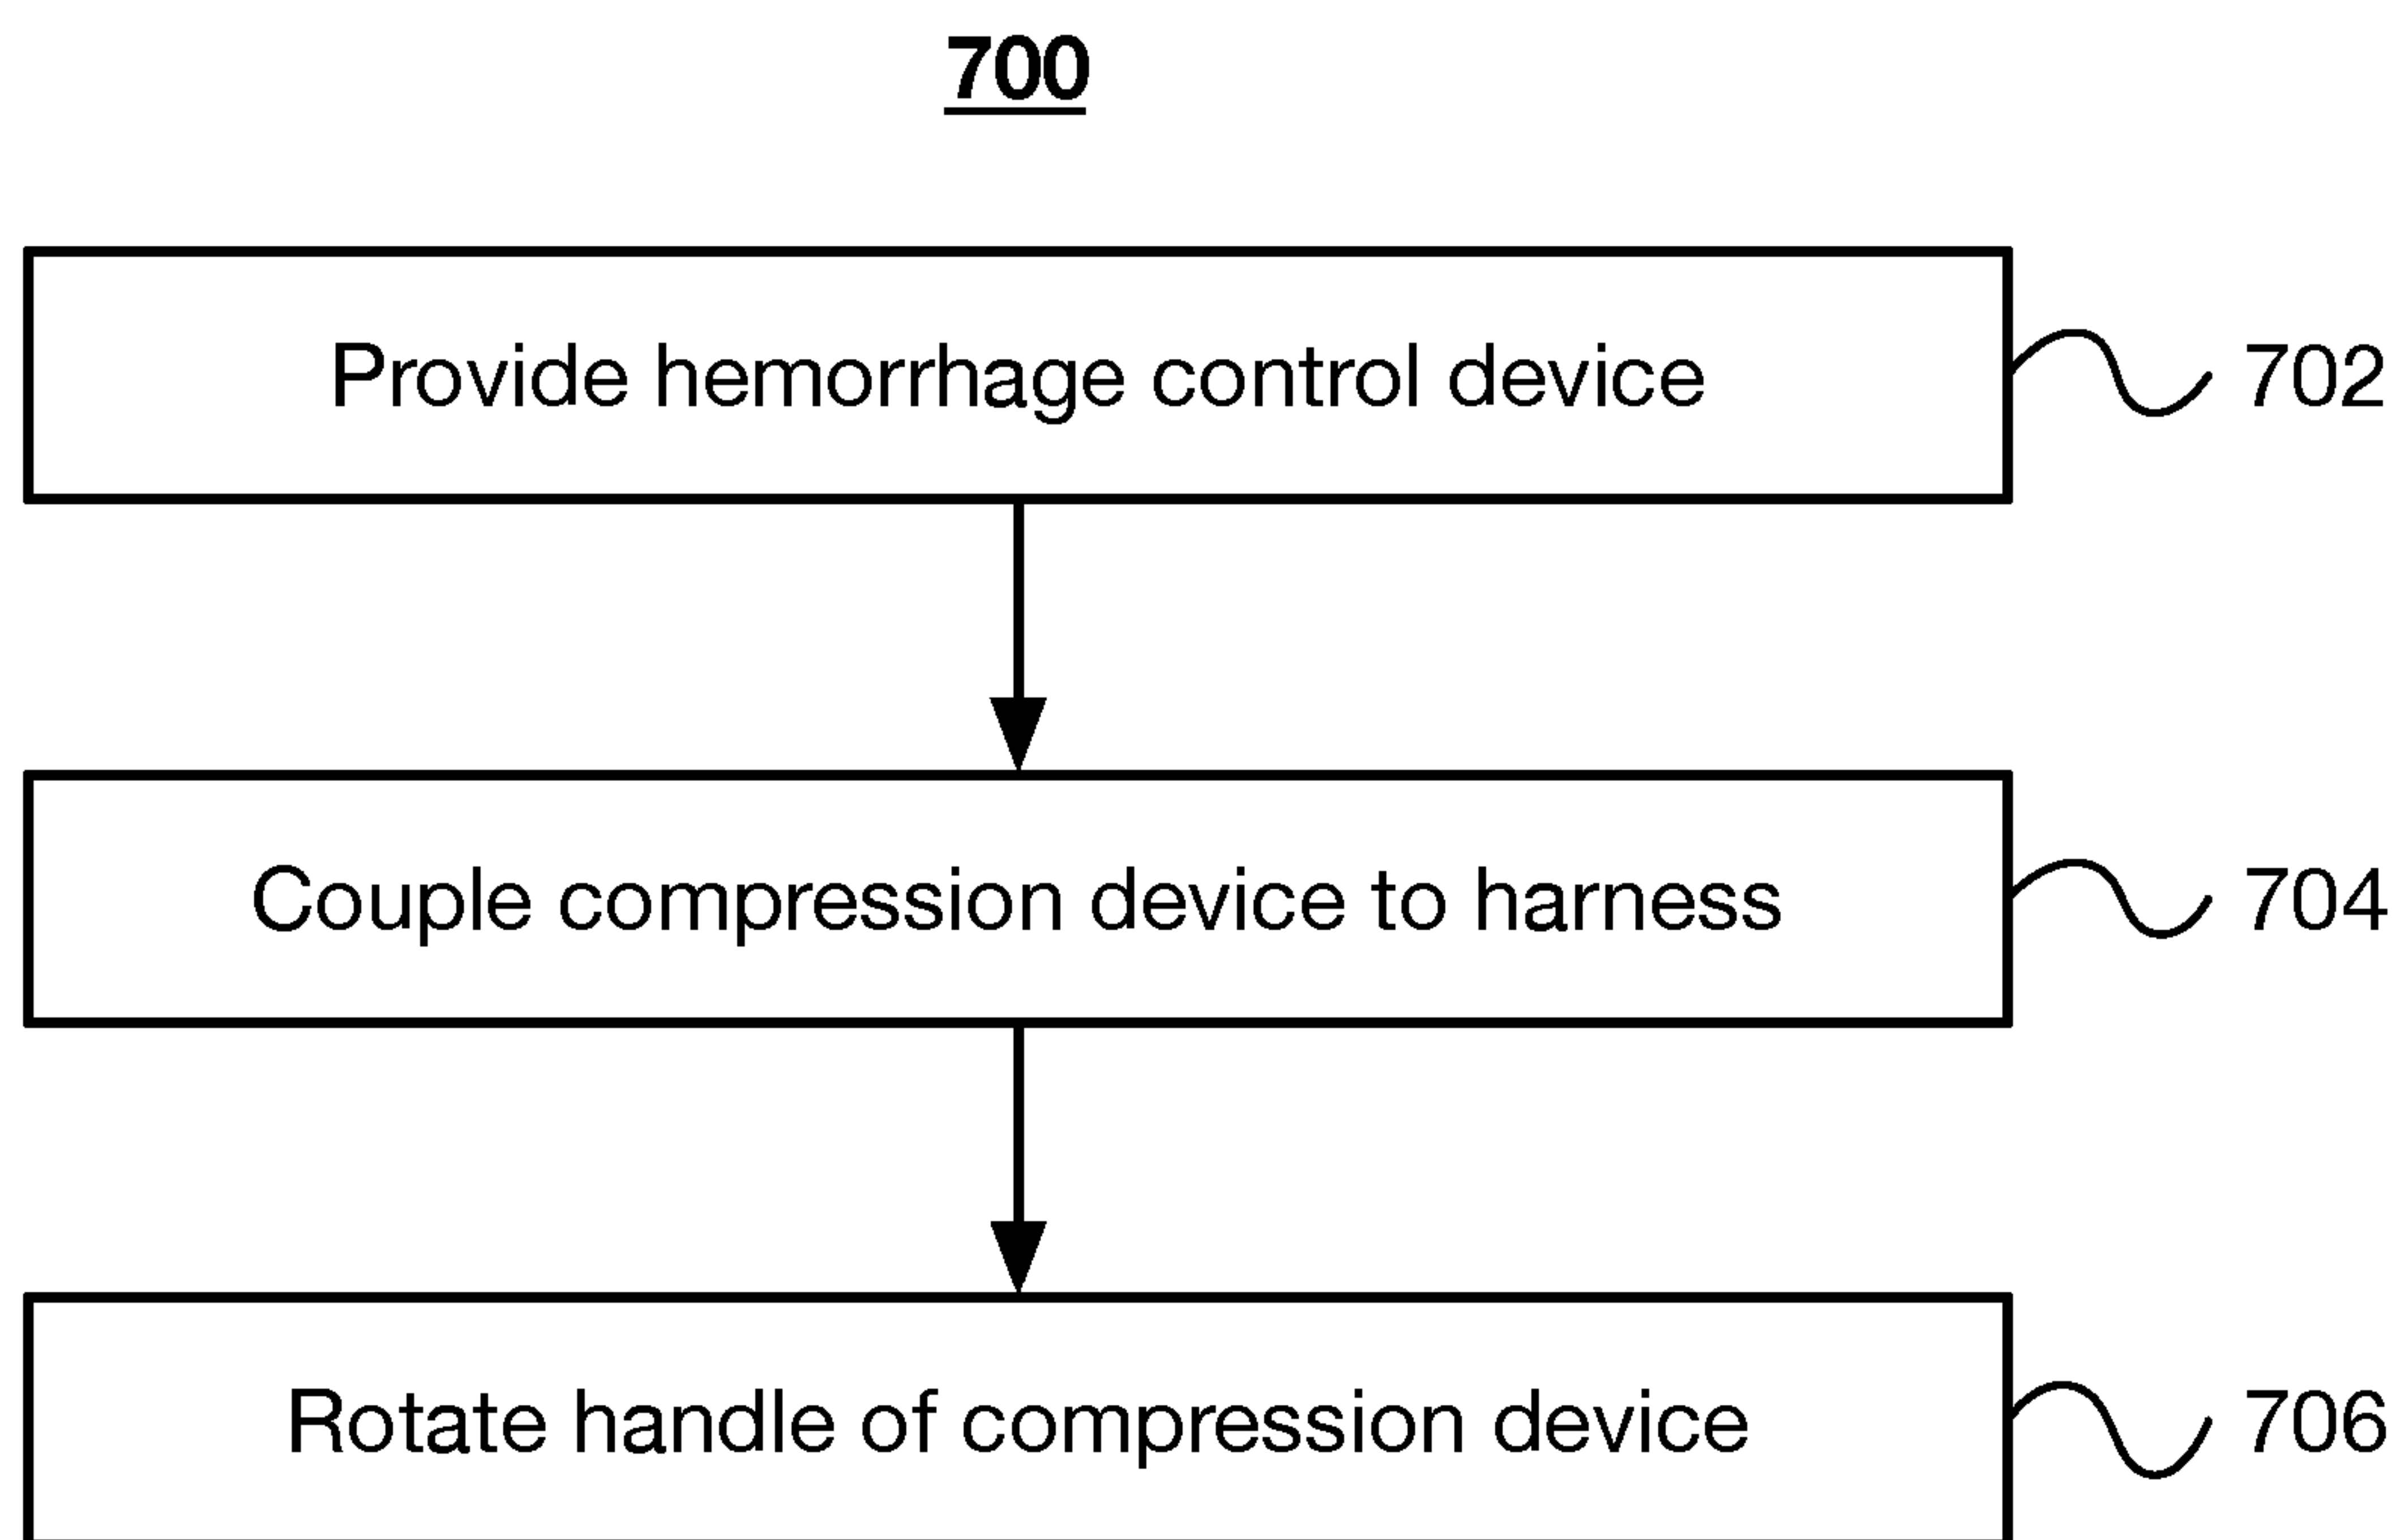 700
Provide hemorrhage control device 702
Couple compression device to harness 704
Rotate handle of compression device 706